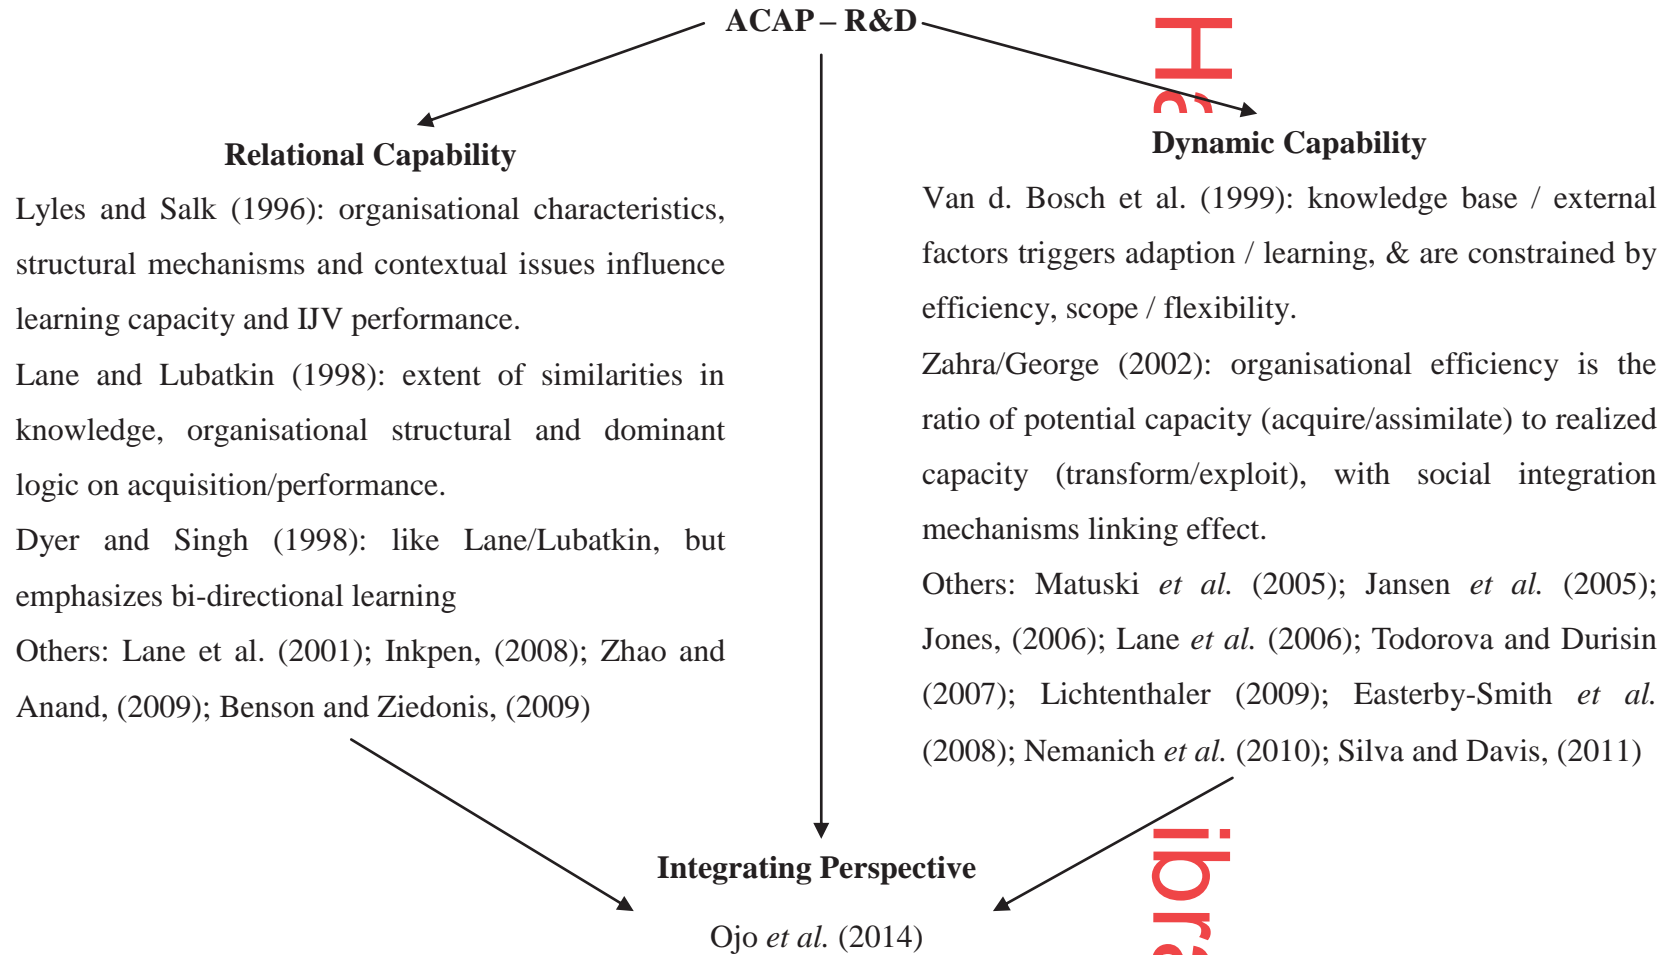 ACAP – R&D
Relational Capability
Lyles and Salk (1996): organisational characteristics,
structural mechanisms and contextual issues influence
learning capacity and IJV performance.
Lane and Lubatkin (1998): extent of similarities in
knowledge, organisational structural and dominant
logic on acquisition/performance.
Dyer and Singh (1998): like Lane/Lubatkin, but
emphasizes bi-directional learning
Others: Lane et al. (2001); Inkpen, (2008); Zhao and
Anand, (2009); Benson and Ziedonis, (2009)
Dynamic Capability
Van d. Bosch et al. (1999): knowledge base / external
factors triggers adaption / learning, & are constrained by
efficiency, scope / flexibility.
Zahra/George (2002): organisational efficiency is the
ratio of potential capacity (acquire/assimilate) to realized
capacity (transform/exploit), with social integration
mechanisms linking effect.
Others: Matuski et al. (2005); Jansen et al. (2005);
Jones, (2006); Lane et al. (2006); Todorova and Durisin
(2007); Lichtenthaler (2009); Easterby-Smith et al.
(2008); Nemanich et al. (2010); Silva and Davis, (2011)
Integrating Perspective
Ojo et al. (2014)